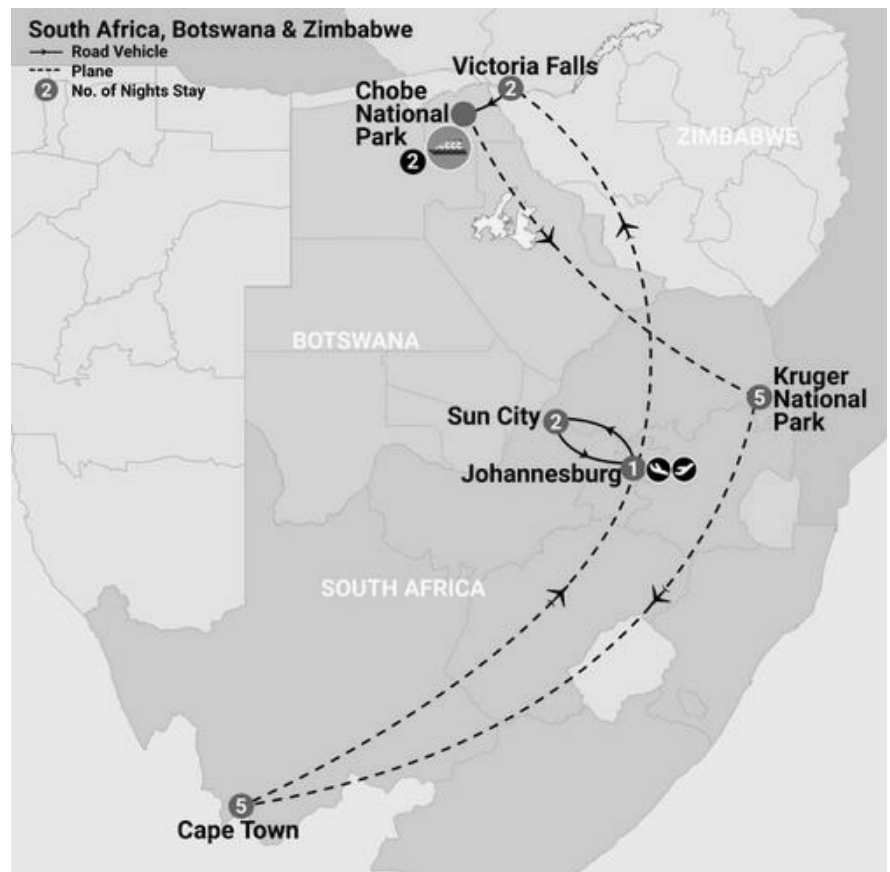 South Africa, Botswana & Zimbabwe
Road Vehicle
Plane
2 No. of Nights Stay
Victoria Falls
2
Chobe
National
Park
2
ZIMBABWE
BOTSWANA
Kruger
National
Park
5
Sun City
2
Johannesburg
1
SOUTH AFRICA
5
Cape Town